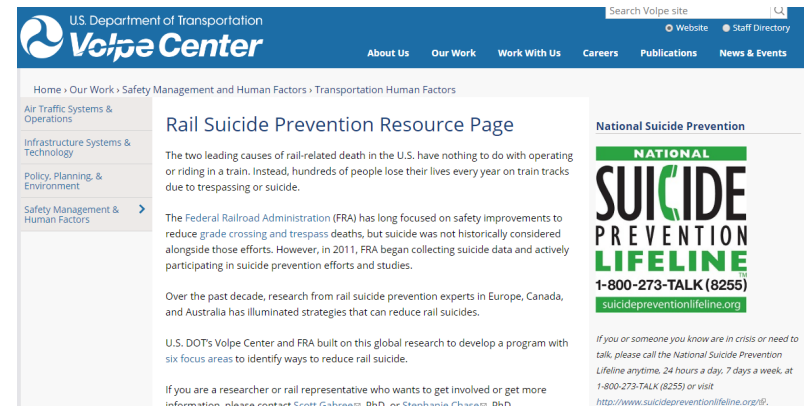 U.S. Department of Transportation
Volpe Center
Search Volpe site
Website Staff Directory
About Us Our Work Work With Us Careers Publications News & Events
Home › Our Work › Safety Management and Human Factors › Transportation Human Factors
Air Traffic Systems &
Operations
Infrastructure Systems &
Technology
Policy, Planning, &
Environment
Safety Management &
Human Factors
Rail Suicide Prevention Resource Page
The two leading causes of rail-related death in the U.S. have nothing to do with operating
or riding in a train. Instead, hundreds of people lose their lives every year on train tracks
due to trespassing or suicide.
The Federal Railroad Administration (FRA) has long focused on safety improvements to
reduce grade crossing and trespass deaths, but suicide was not historically considered
alongside those efforts. However, in 2011, FRA began collecting suicide data and actively
participating in suicide prevention efforts and studies.
Over the past decade, research from rail suicide prevention experts in Europe, Canada,
and Australia has illuminated strategies that can reduce rail suicides.
U.S. DOT's Volpe Center and FRA built on this global research to develop a program with
six focus areas to identify ways to reduce rail suicide.
If you are a researcher or rail representative who wants to get involved or get more
information, please contact Scott Gabree, PhD, or Stephanie Chase, PhD.
National Suicide Prevention
NATIONAL
SUICIDE
PREVENTION
LIFELINE™
1-800-273-TALK (8255)
suicidepreventionlifeline.org
If you or someone you know are in crisis or need to
talk, please call the National Suicide Prevention
Lifeline anytime, 24 hours a day, 7 days a week, at
1-800-273-TALK (8255) or visit
http://www.suicidepreventionlifeline.org/.